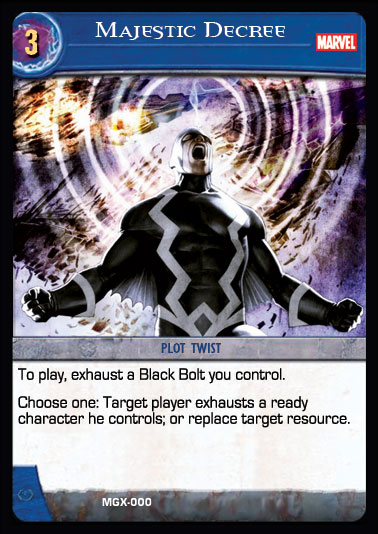 3
Majestic Decree
MARVEL
PLOT TWIST
To play, exhaust a Black Bolt you control.
Choose one: Target player exhausts a ready
character he controls; or replace target resource.
MGX-000